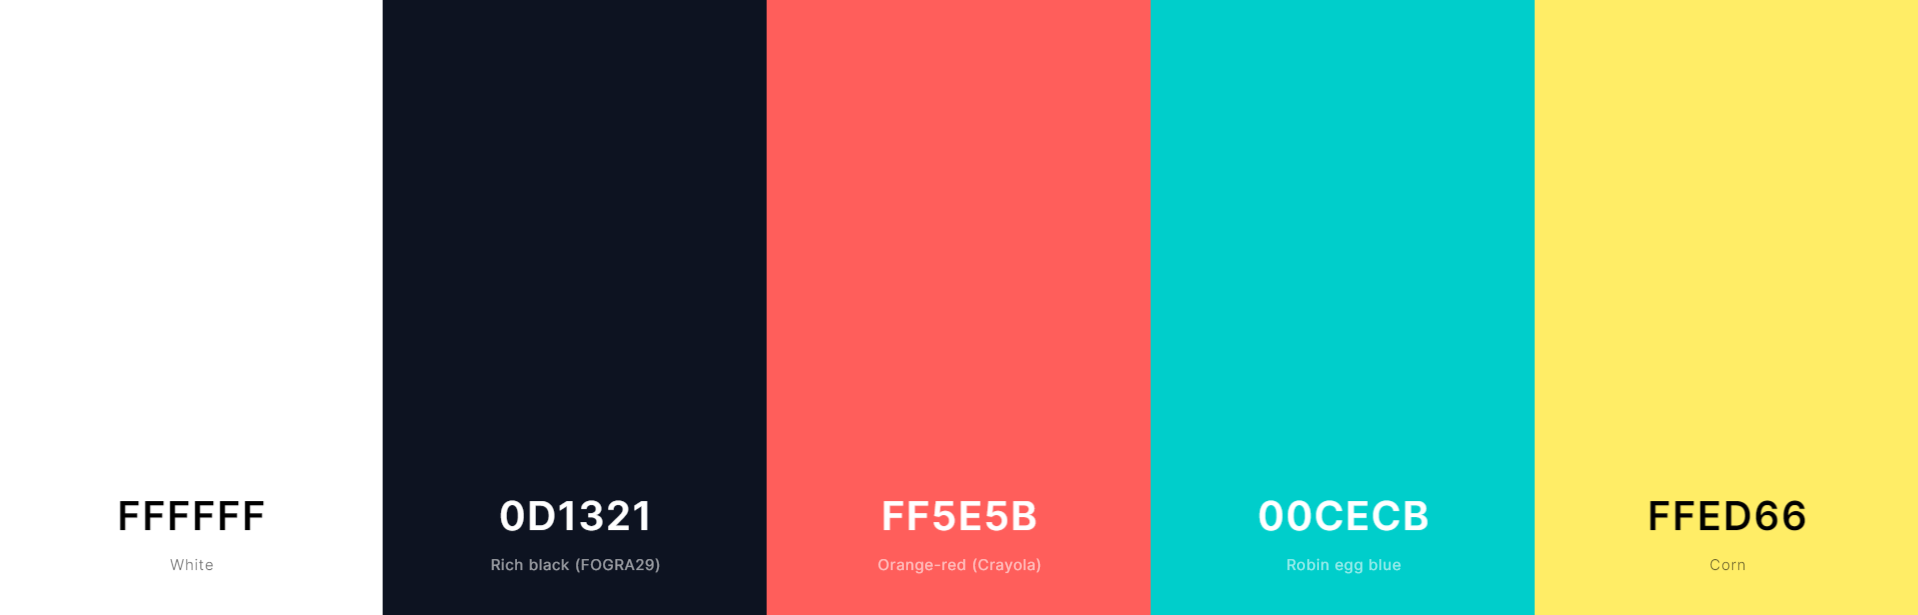 FFFFFF
White
0D1321
Rich black (FOGRA29)
FF5E5B
Orange-red (Crayola)
00CECB
Robin egg blue
FFED66
Corn